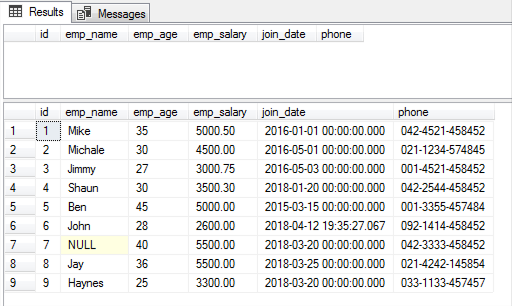 Results Messages
id emp_name emp_age emp_salary join_date phone
id emp_name emp_age emp_salary join_date phone
1 1 Mike 35 5000.50 2016-01-01 00:00:00.000 042-4521-458452
2 2 Michale 30 4500.00 2016-05-01 00:00:00.000 021-1234-574845
3 3 Jimmy 27 3000.75 2016-05-03 00:00:00.000 001-4521-458452
4 4 Shaun 30 3500.30 2018-01-20 00:00:00.000 042-2544-458452
5 5 Ben 45 5000.00 2015-03-15 00:00:00.000 001-3355-457484
6 6 John 28 2600.00 2018-04-12 19:35:27.067 092-1414-458452
7 7 NULL 40 5500.00 2018-03-20 00:00:00.000 042-3333-458452
8 8 Jay 36 5500.00 2018-03-25 00:00:00.000 021-4242-145854
9 9 Haynes 25 3300.00 2018-03-20 00:00:00.000 033-1133-457457